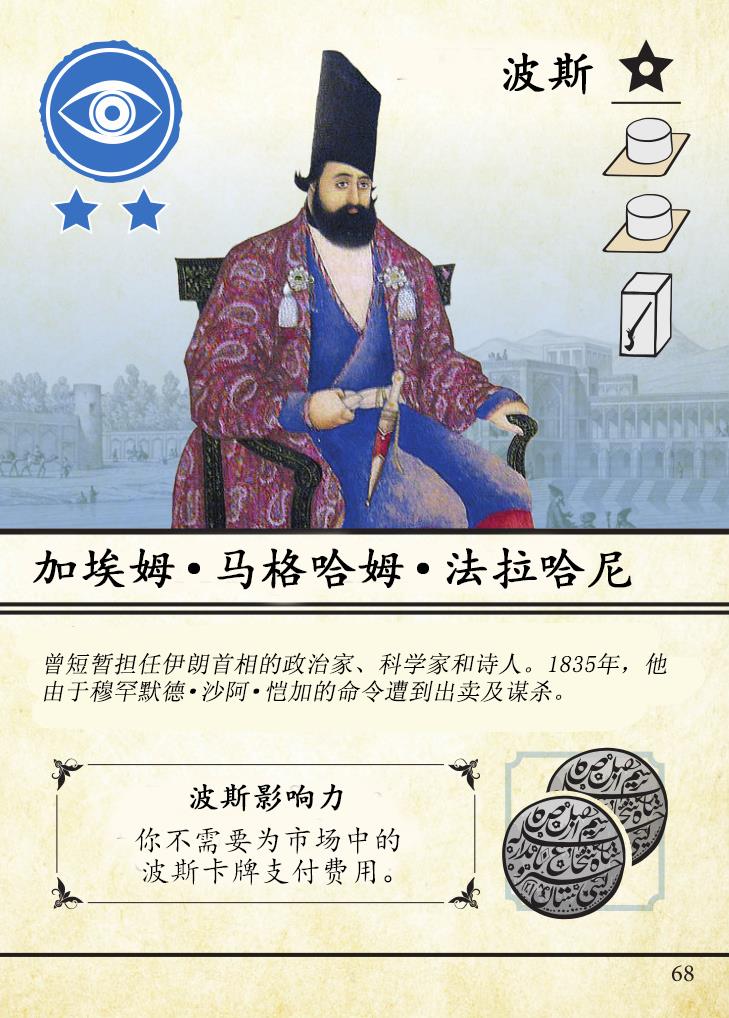 波斯
加埃姆•马格哈姆•法拉哈尼
曾短暂担任伊朗首相的政治家、科学家和诗人。1835年，他
由于穆罕默德•沙阿•恺加的命令遭到出卖及谋杀。
波斯影响力
你不需要为市场中的
波斯卡牌支付费用。
68